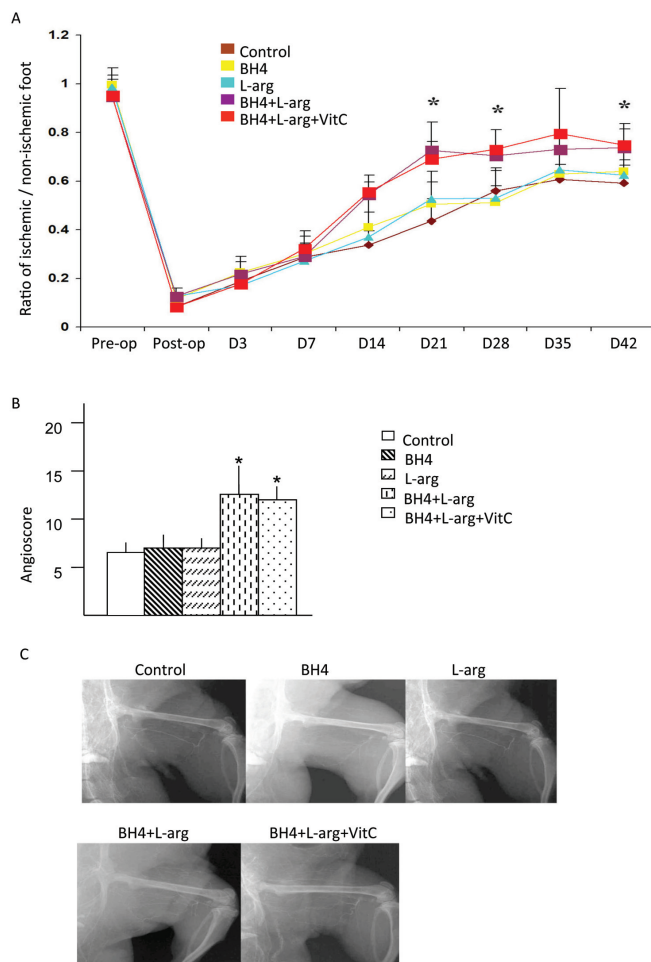 A
1.2
1
0.8
0.6
0.4
0.2
0
Ratio of ischemic / non-ischemic foot
Control
BH4
L-arg
BH4+L-arg
BH4+L-arg+VitC
* * *
Pre-op Post-op D3 D7 D14 D21 D28 D35 D42
B
20
15
10
5
Angioscore
* *
Control
BH4
L-arg
BH4+L-arg
BH4+L-arg+VitC
C
Control BH4 L-arg
BH4+L-arg BH4+L-arg+VitC